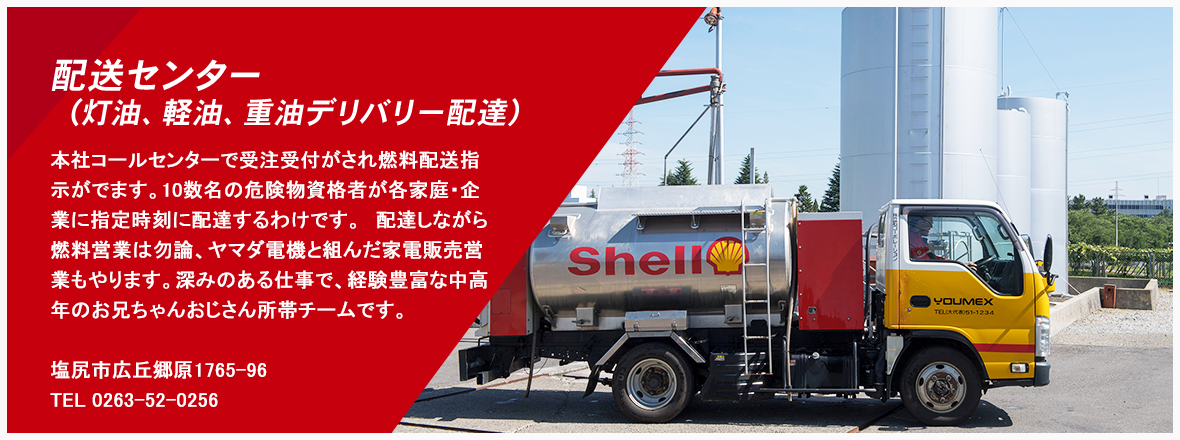 配送センター
（灯油、軽油、重油デリバリー配達）
本社コールセンターで受注受付がされ燃料配送指
示がでます。10数名の危険物資格者が各家庭・企
業に指定時刻に配達するわけです。 配達しながら
燃料営業は勿論、ヤマダ電機と組んだ家電販売営
業もやります。深みのある仕事で、経験豊富な中高
年のお兄ちゃんおじさん所帯チームです。
塩尻市広丘郷原1765-96
TEL 0263-52-0256
Shell
YOUMEX
TEL(大代表)51-1234